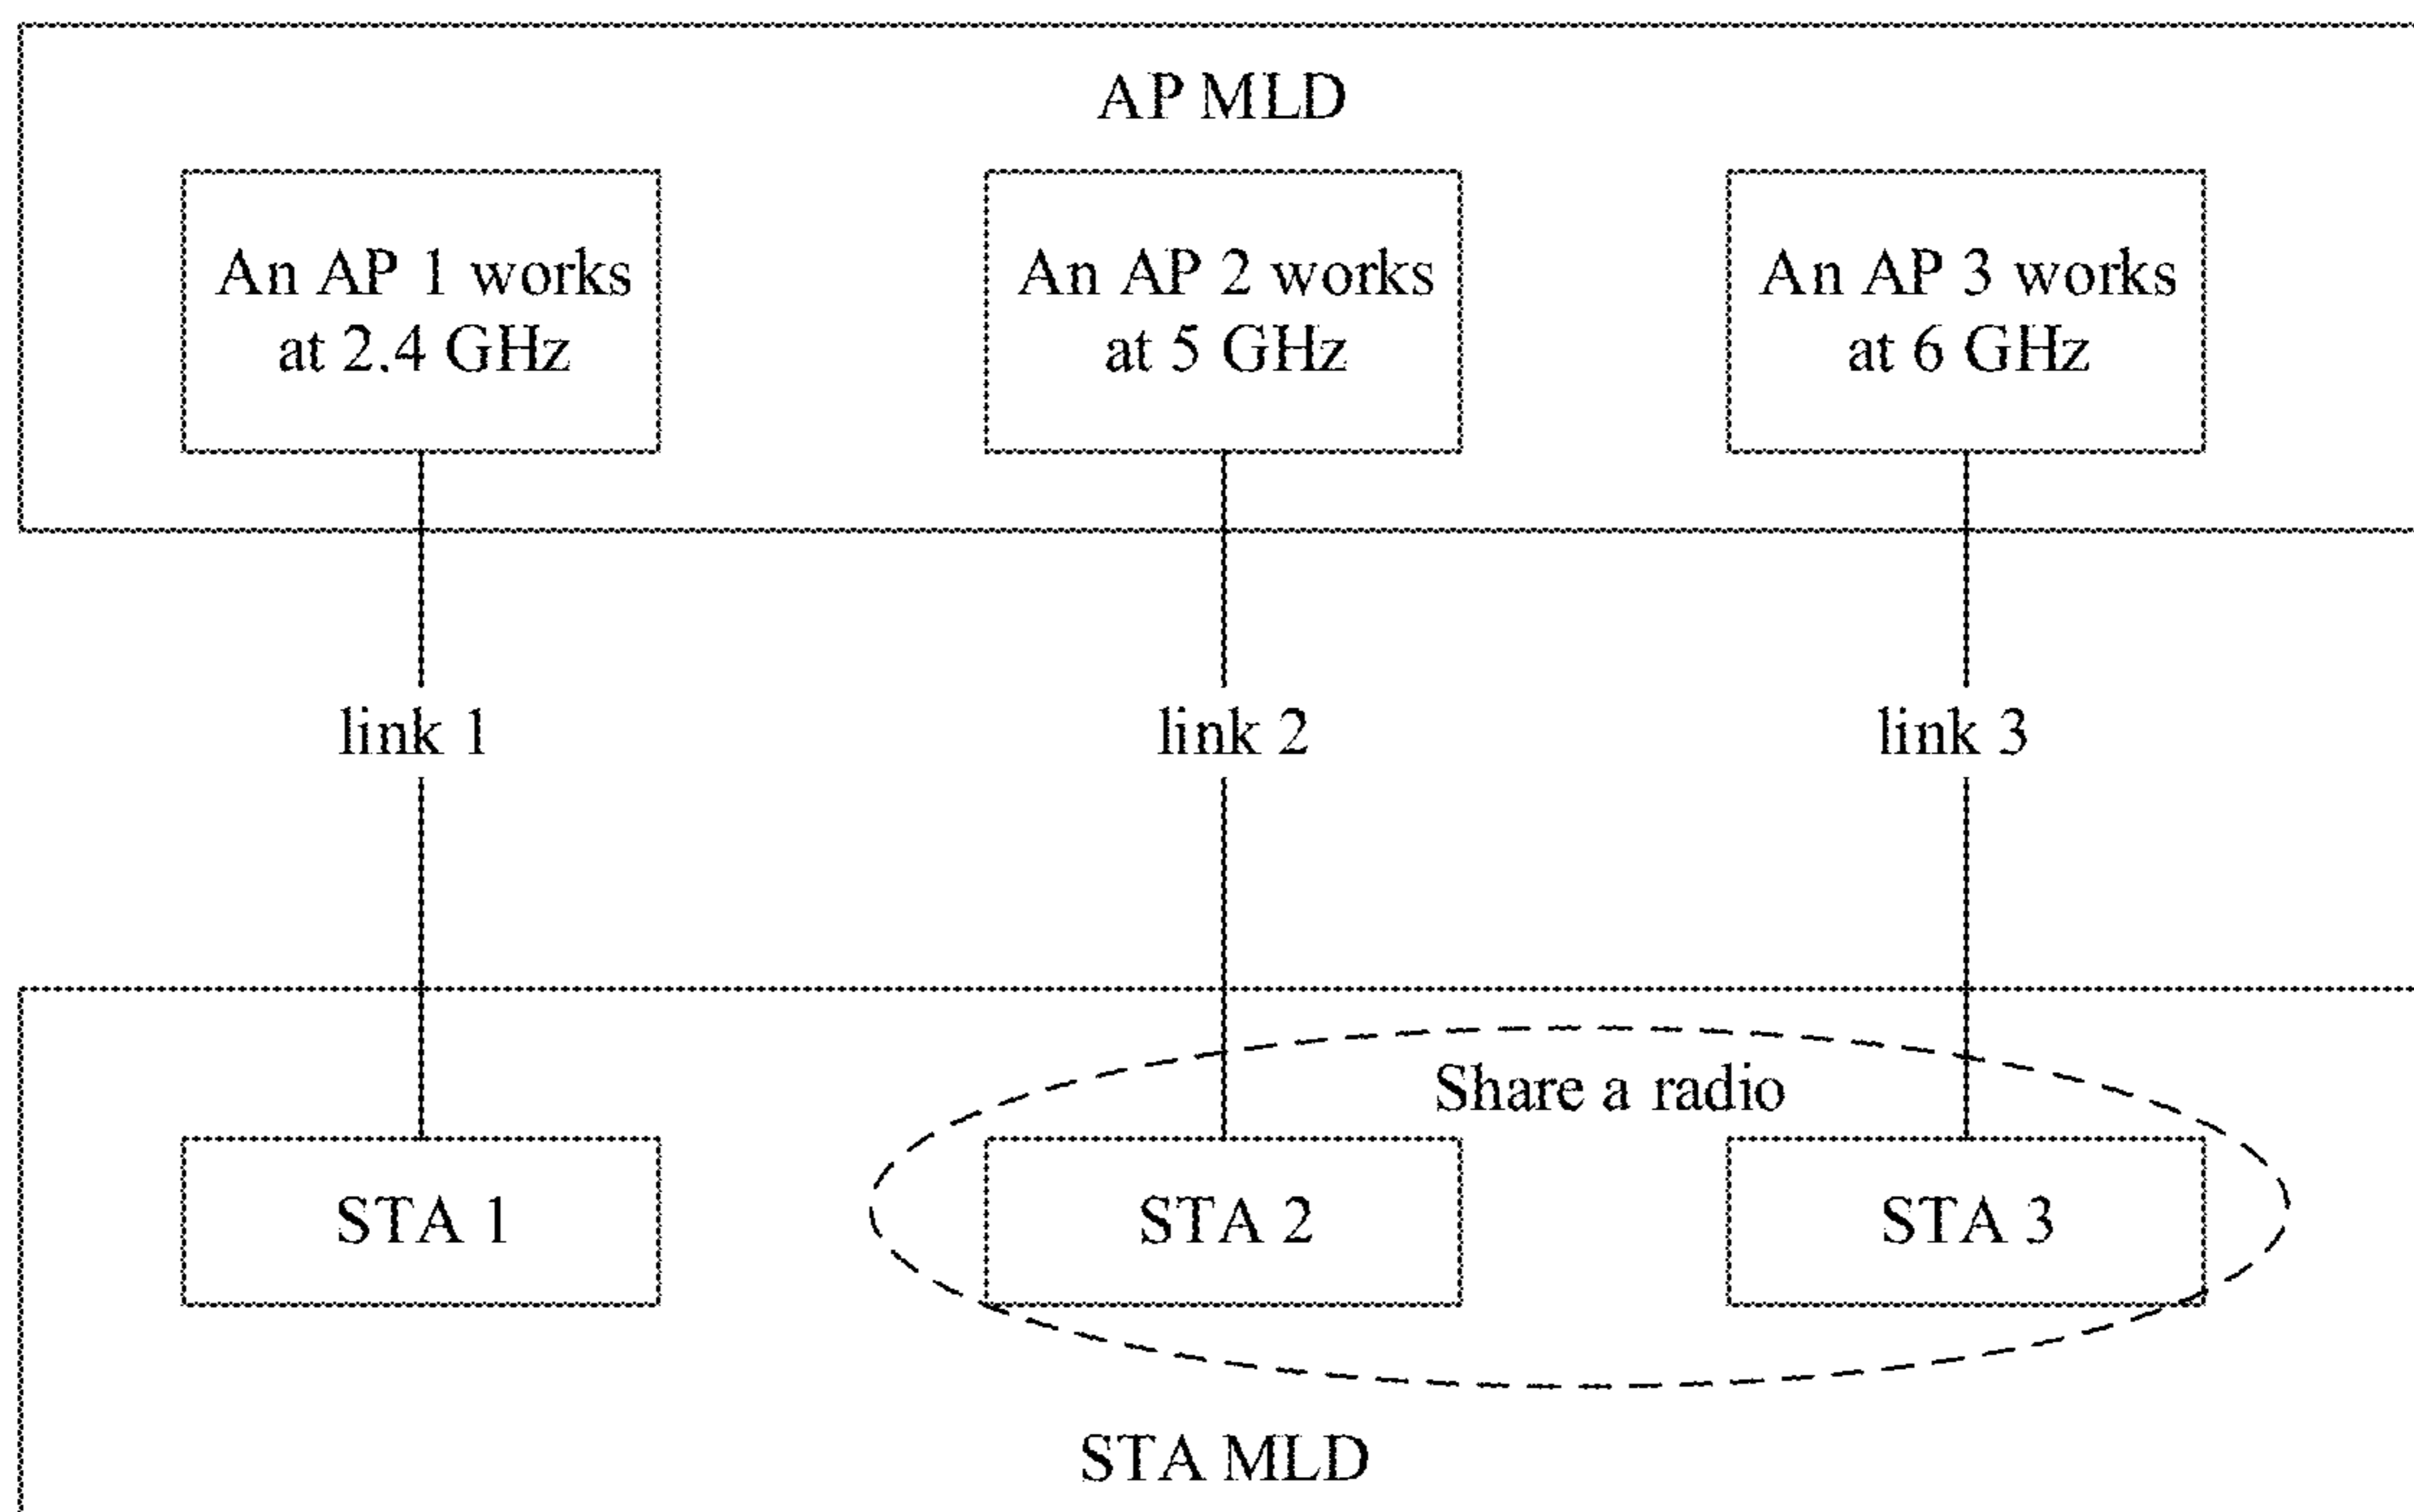 AP MLD
An AP 1 works
at 2.4 GHz
An AP 2 works
at 5 GHz
An AP 3 works
at 6 GHz
link 1
link 2
link 3
Share a radio
STA 1
STA 2
STA 3
STA MLD